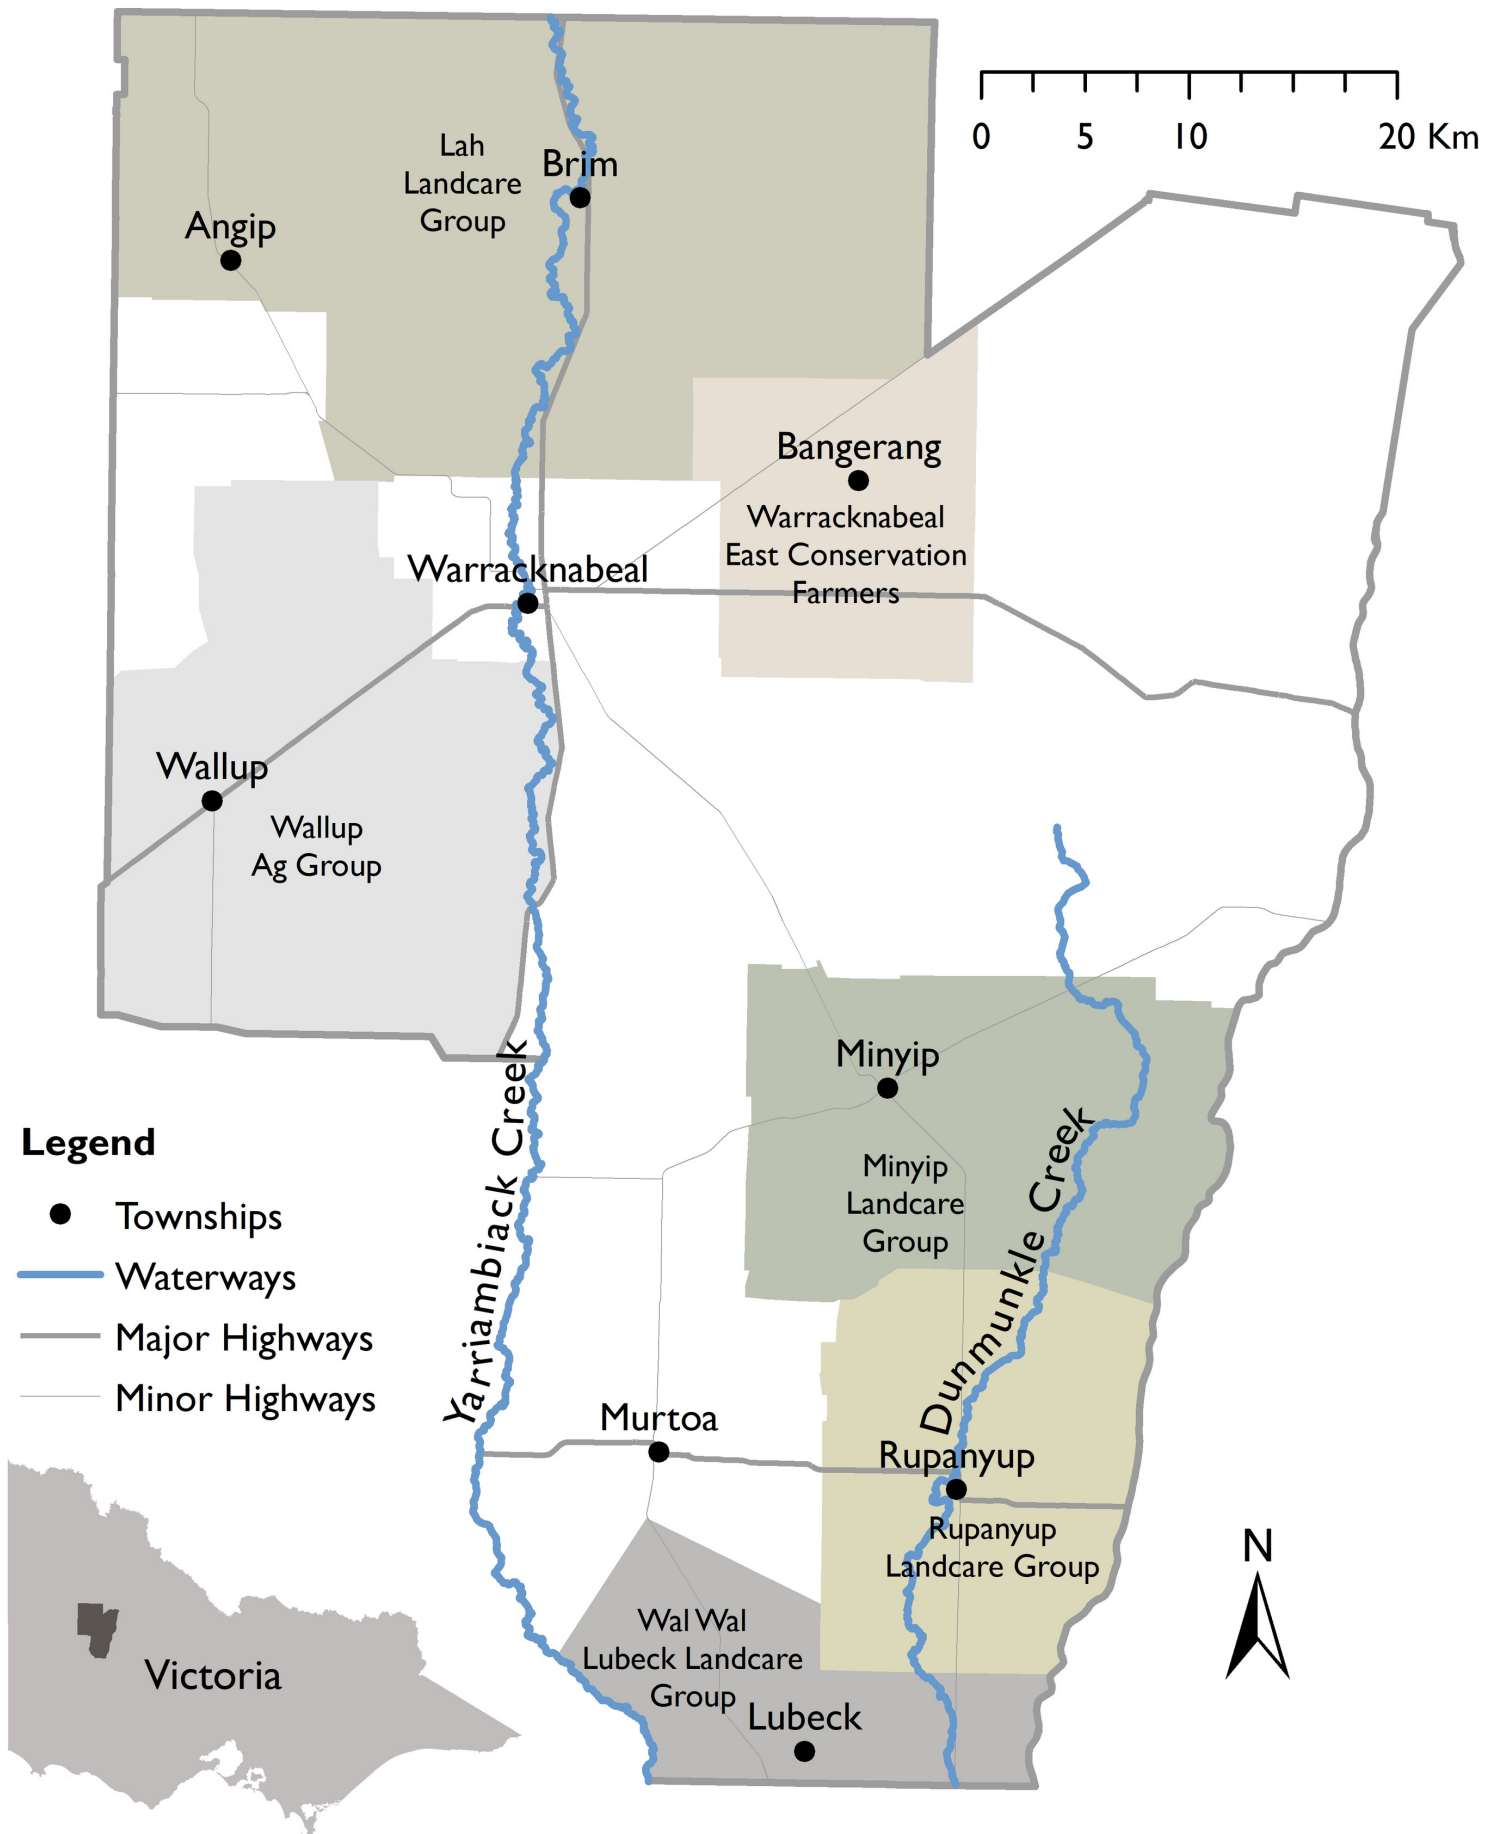 Lah
Landcare
Group
Brim
Angip
0 5 10 20 Km
Bangerang
Warracknabeal
East Conservation
Farmers
Warracknabeal
Wallup
Wallup
Ag Group
Minyip
Minyip
Landcare
Group
Yarriambiack Creek
Dunmunkle Creek
Legend
Townships
Waterways
Major Highways
Minor Highways
Murtoa
Rupanyup
Rupanyup
Landcare Group
N
Wal Wal
Lubeck Landcare
Group
Lubeck
Victoria